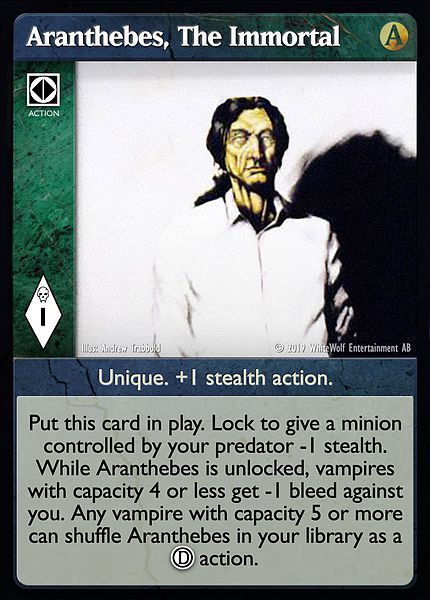 Aranthebes, The Immortal
A
ACTION
1
Illus: Andrew Trabbold
© 2019 WhiteWolf Entertainment AB
Unique. +1 stealth action.
Put this card in play. Lock to give a minion
controlled by your predator -1 stealth.
While Aranthebes is unlocked, vampires
with capacity 4 or less get -1 bleed against
you. Any vampire with capacity 5 or more
can shuffle Aranthebes in your library as a
D action.